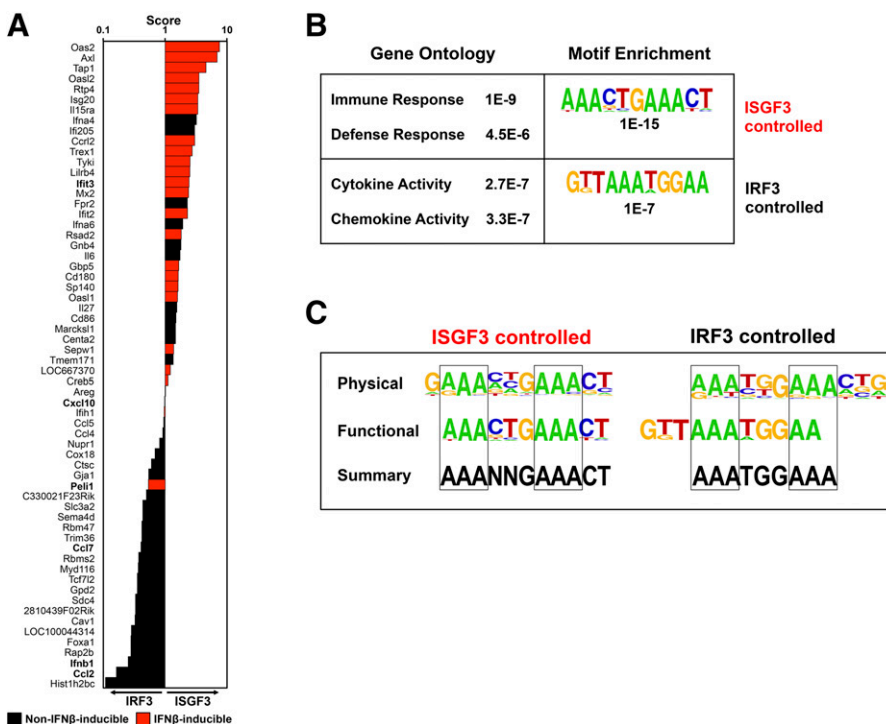 A
Score
0.1 1 10
Oas2
Axl
Tap1
Oasl2
Rtp4
Isg20
Il15ra
Ifna4
Ifi205
Ccrl2
Trex1
Tyki
Lilrb4
Ifit3
Mx2
Fpr2
Ifit2
Ifna6
Rsad2
Gnb4
Il6
Gbp5
Cd180
Sp140
Oasl1
Il27
Cd86
Marcksl1
Centa2
Sepw1
Tmem171
LOC667370
Creb5
Areg
Cxcl10
Ifih1
Ccl5
Ccl4
Nupr1
Cox18
Ctsc
Gja1
Peli1
C330021F23Rik
Slc3a2
Sema4d
Rbm47
Trim36
Ccl7
Rbms2
Myd116
Tcf7l2
Gpd2
Sdc4
2810439F02Rik
Cav1
LOC100044314
Foxa1
Rap2b
Ifnb1
Ccl2
Hist1h2bc
IRF3 ISGF3
Non-IFNβ-inducible IFNβ-inducible
B
Gene Ontology Motif Enrichment
Immune Response 1E-9
Defense Response 4.5E-6
AAACTGAAACT
1E-15
ISGF3
controlled
Cytokine Activity 2.7E-7
Chemokine Activity 3.3E-7
GTTAAATGGAA
1E-7
IRF3
controlled
C
ISGF3 controlled IRF3 controlled
Physical GAAACTGAAACT AAATGGAAACTG
Functional AAACTGAAACT GTTAAATGGAA
Summary AAANNGAAACT AAATGGAAA